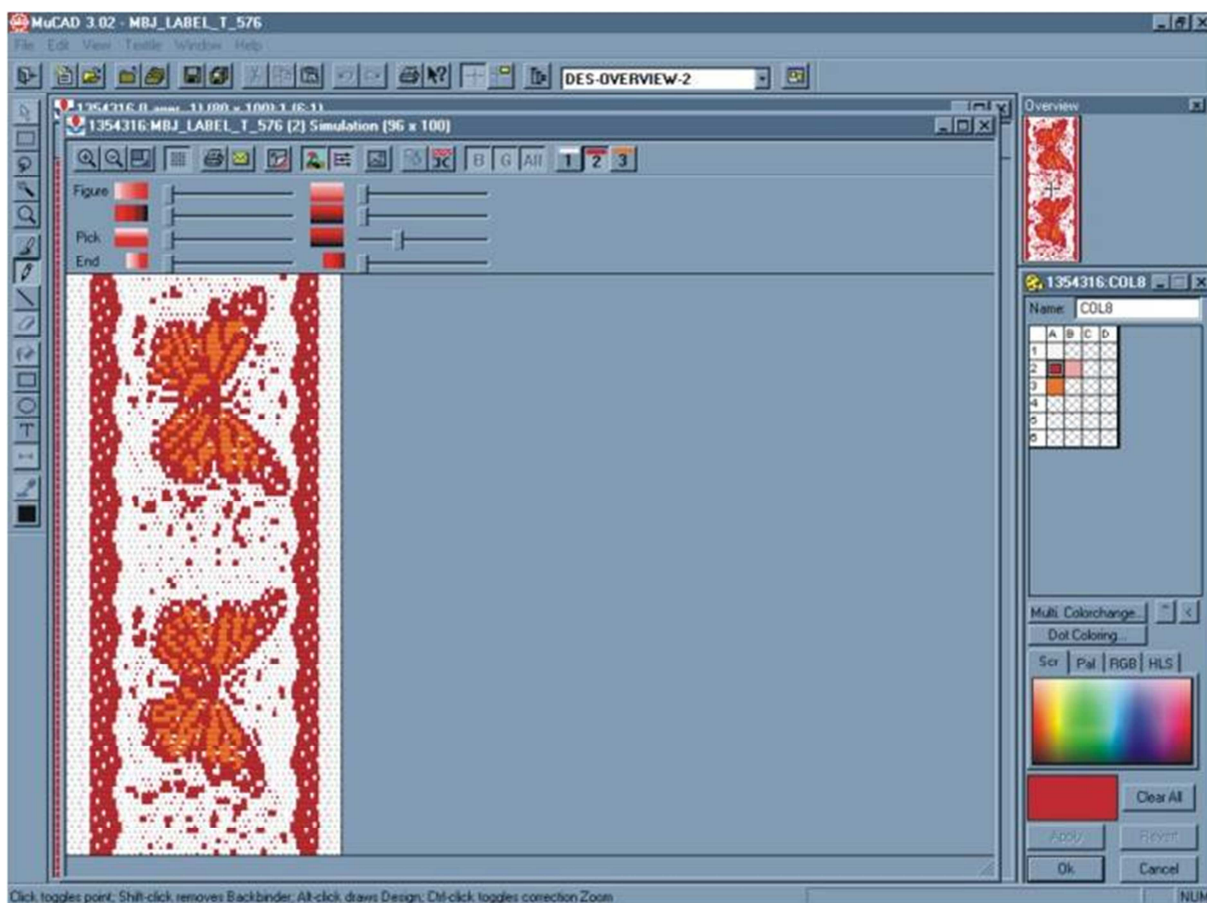 MuCAD 3.02 - MBJ_LABEL_T_576
File Edit View Textile Window Help
DES-OVERVIEW-2
1354316:MBJ_LABEL_T_576 (2) Simulation (96 x 100)
B G All 1 2 3
Figure
Pick
End
Overview
1354316:COL8
Name: COL8
A B C D
1
2
3
4
5
6
Multi. Colorchange...
Dot Coloring...
Scr Pal RGB HLS
Clear All
Apply Revert
Ok Cancel
Click toggles point; Shift-click removes Backbinder; Alt-click draws Design; Ctrl-click toggles correction Zoom
NUM